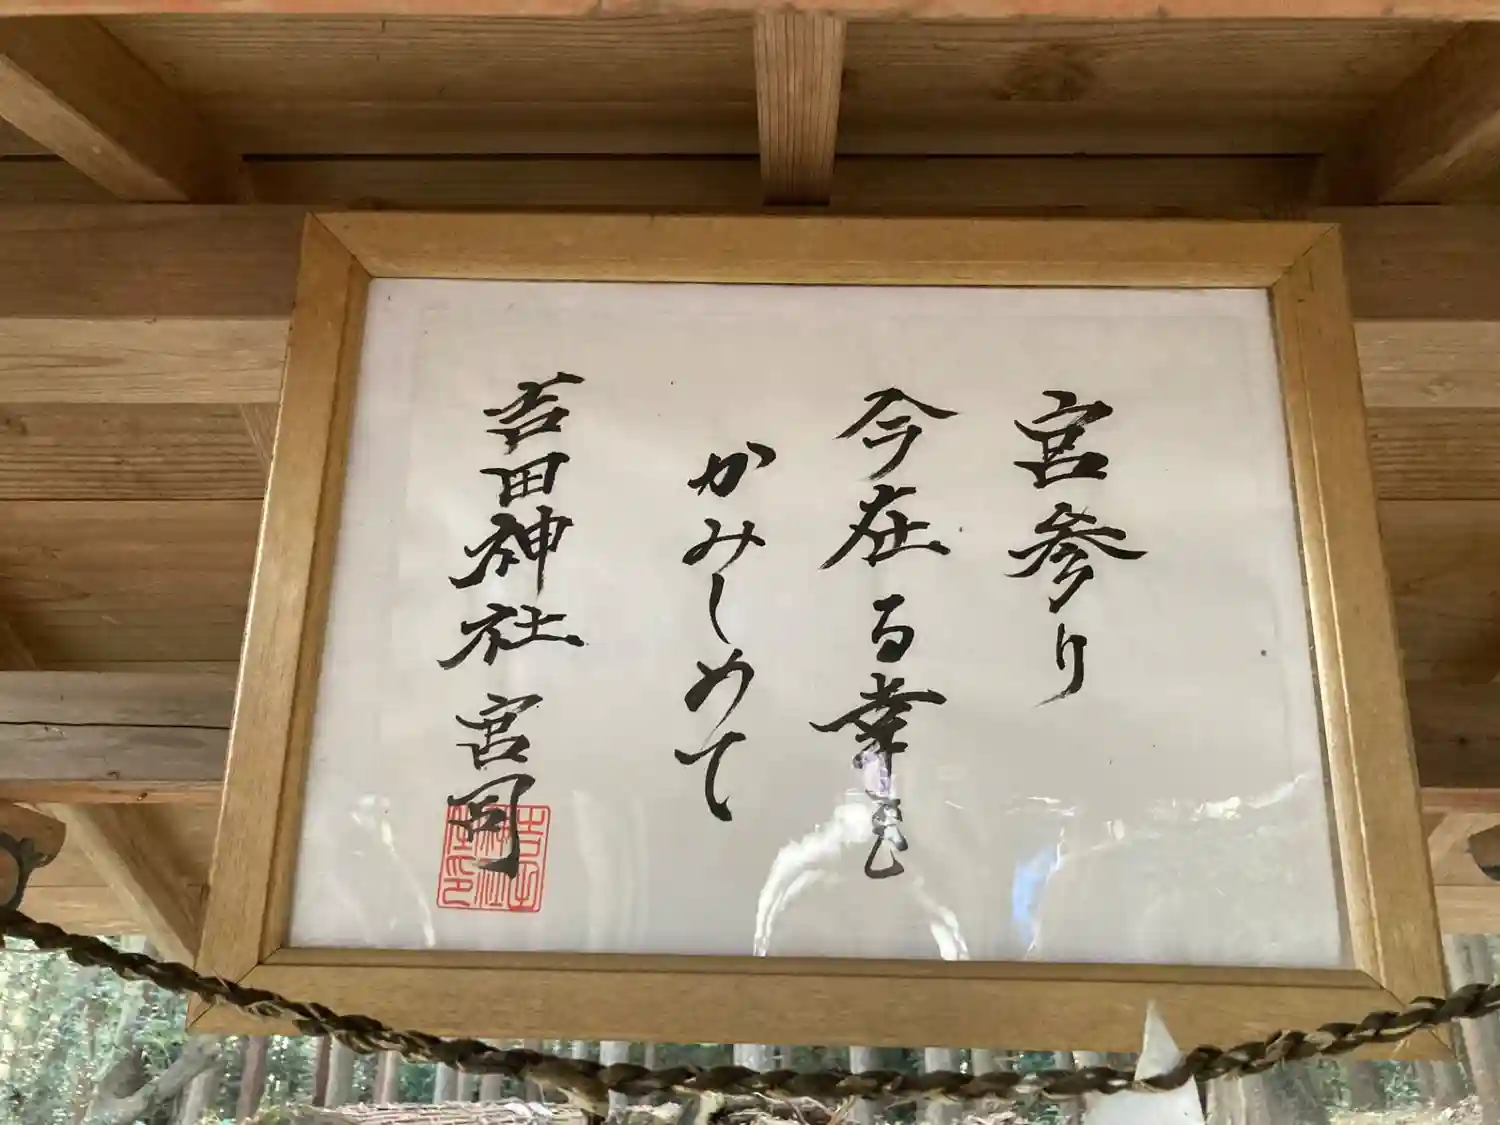 宮参り
今在る幸を
かみしめて
吉田神社宮司